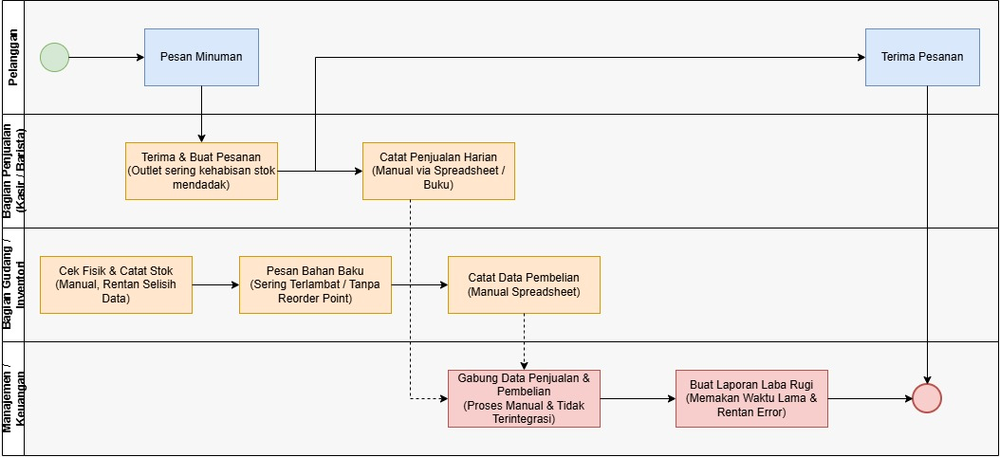 Pelanggan
Pesan Minuman
Terima Pesanan
Bagian Penjualan
(Kasir / Barista)
Terima & Buat Pesanan
(Outlet sering kehabisan stok
mendadak)
Catat Penjualan Harian
(Manual via Spreadsheet /
Buku)
Bagian Gudang /
Inventori
Cek Fisik & Catat Stok
(Manual, Rentan Selisih
Data)
Pesan Bahan Baku
(Sering Terlambat / Tanpa
Reorder Point)
Catat Data Pembelian
(Manual Spreadsheet)
Manajemen /
Keuangan
Gabung Data Penjualan &
Pembelian
(Proses Manual & Tidak
Terintegrasi)
Buat Laporan Laba Rugi
(Memakan Waktu Lama &
Rentan Error)